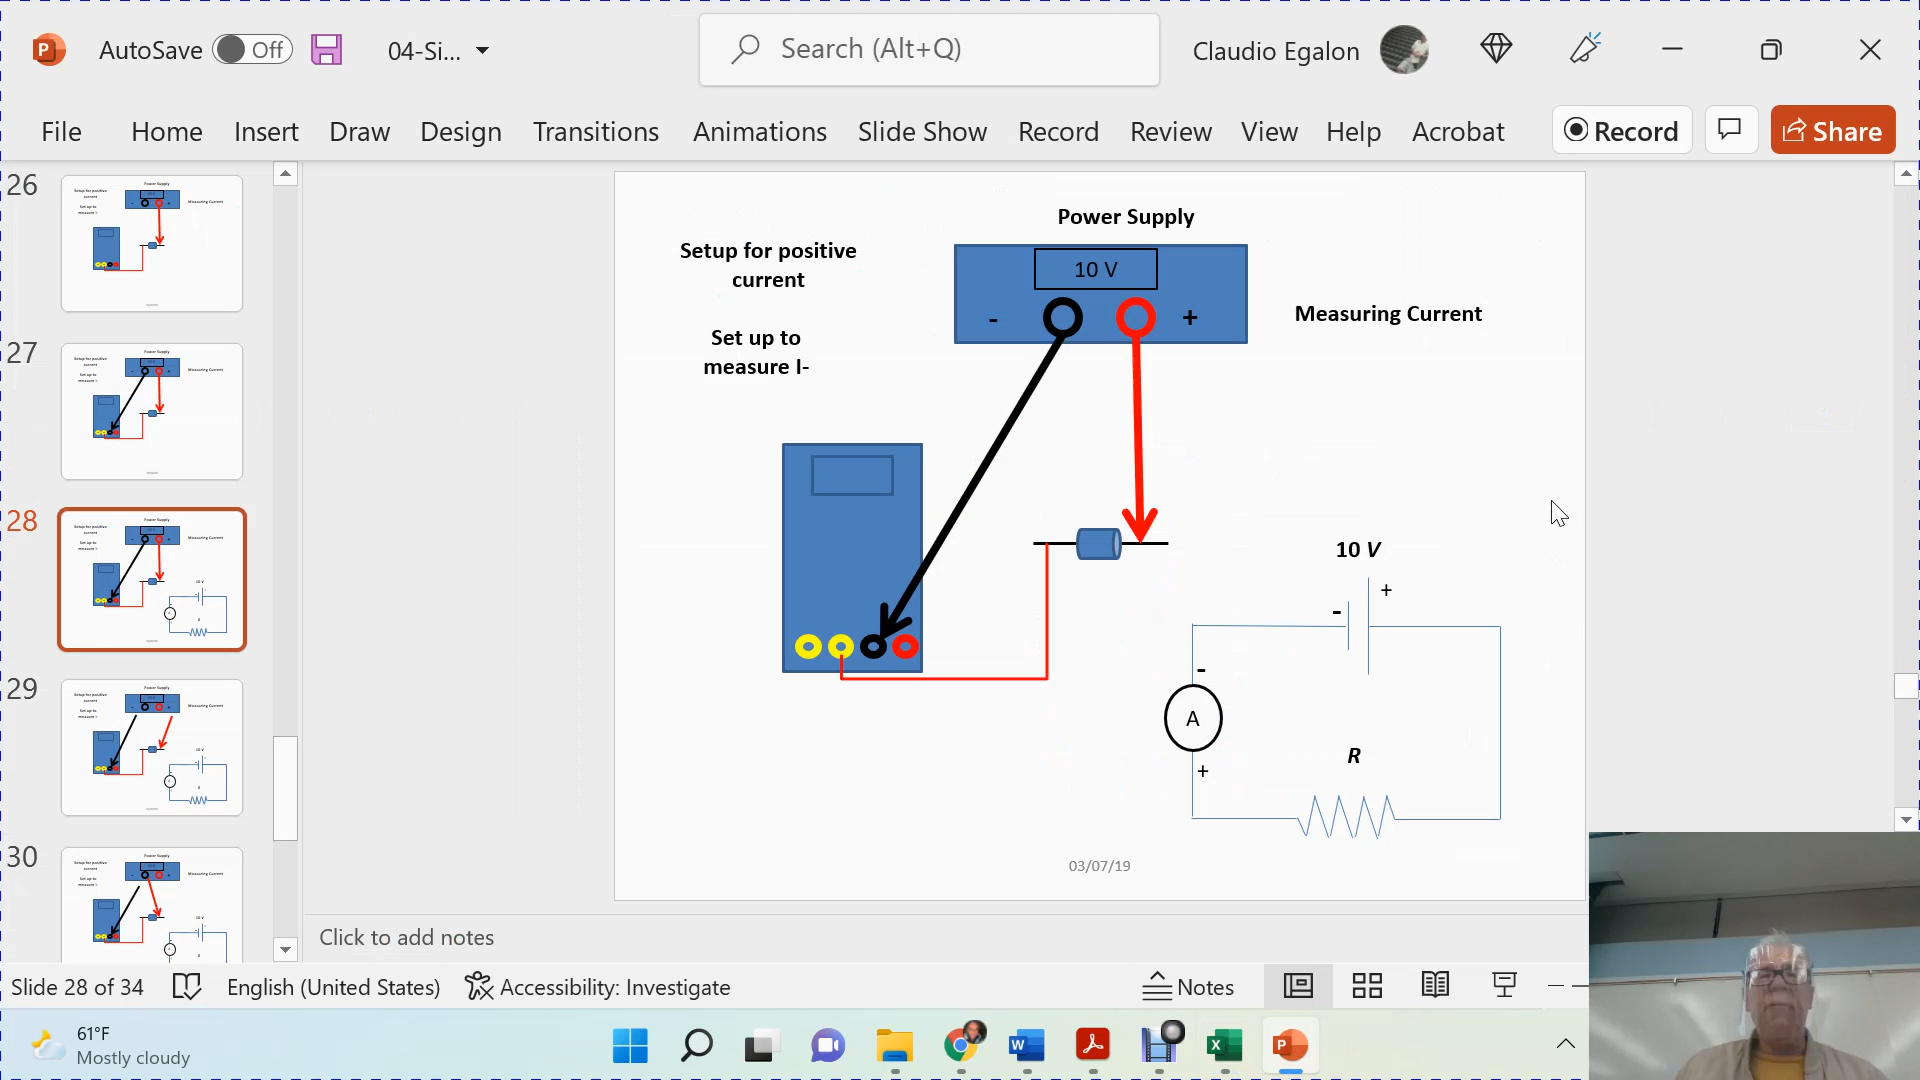 AutoSave Off 04-Si... Search (Alt+Q) Claudio Egalon
File Home Insert Draw Design Transitions Animations Slide Show Record Review View Help Acrobat Record Share
26
27
28
29
30
Power Supply
Setup for positive
current
10 V
- +
Measuring Current
Set up to
measure I-
10 V
- +
-
A
+
R
03/07/19
Click to add notes
Slide 28 of 34 English (United States) Accessibility: Investigate Notes
61°F
Mostly cloudy